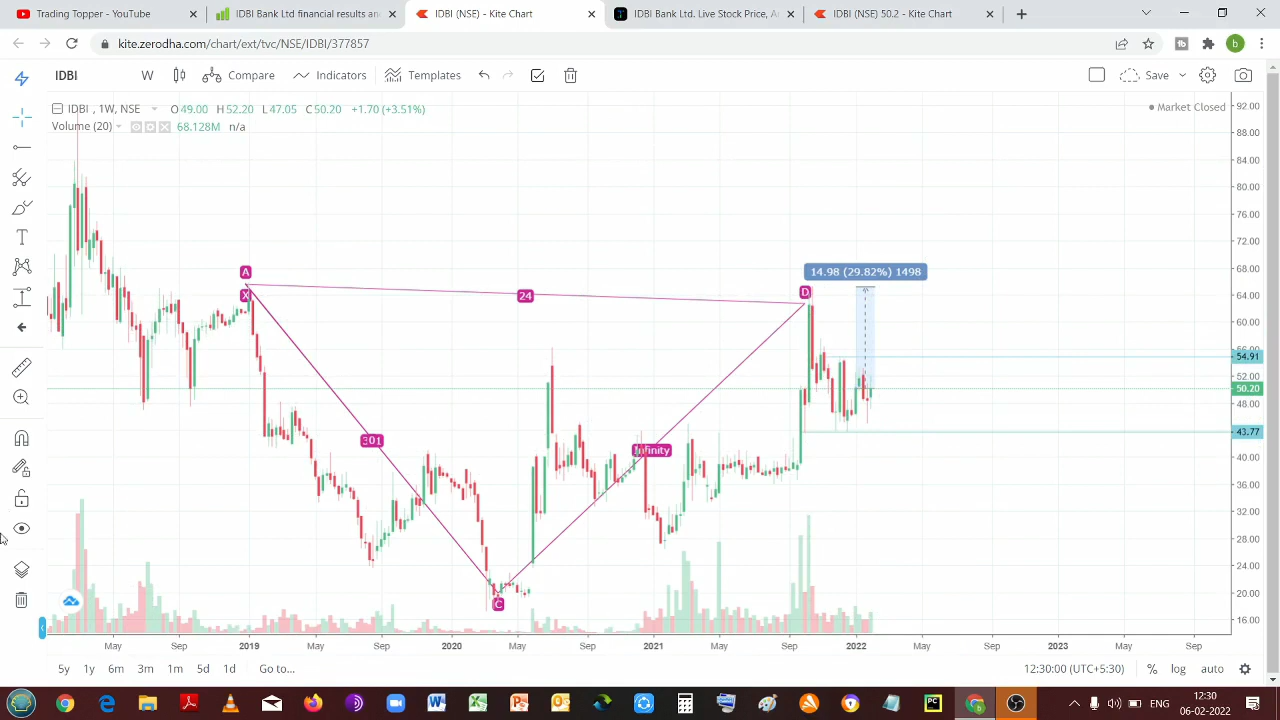 Trading Topper - YouTube
IDBI Bank Ltd financial results and
IDBI (NSE) - Kite Chart
IDBI Bank Ltd. Live Stock Price, A
IDBI (NSE) 50.2 - Kite Chart
kite.zerodha.com/chart/ext/tvc/NSE/IDBI/377857
IDBI W Compare Indicators Templates Save
IDBI , 1W, NSE O49.00 H52.20 L47.05 C50.20 +1.70 (+3.51%)
Market Closed
Volume (20) 68.128M n/a
92.00
88.00
84.00
80.00
76.00
72.00
68.00
64.00
60.00
56.00
54.91
52.00
50.20
48.00
43.77
40.00
36.00
32.00
28.00
24.00
20.00
16.00
14.98 (29.82%) 1498
A
X
D
24
301
Infinity
C
May Sep 2019 May Sep 2020 May Sep 2021 May Sep 2022 May Sep 2023 May Sep
5y 1y 6m 3m 1m 5d 1d Go to... 12:30:00 (UTC+5:30) % log auto
ENG
12:30
06-02-2022